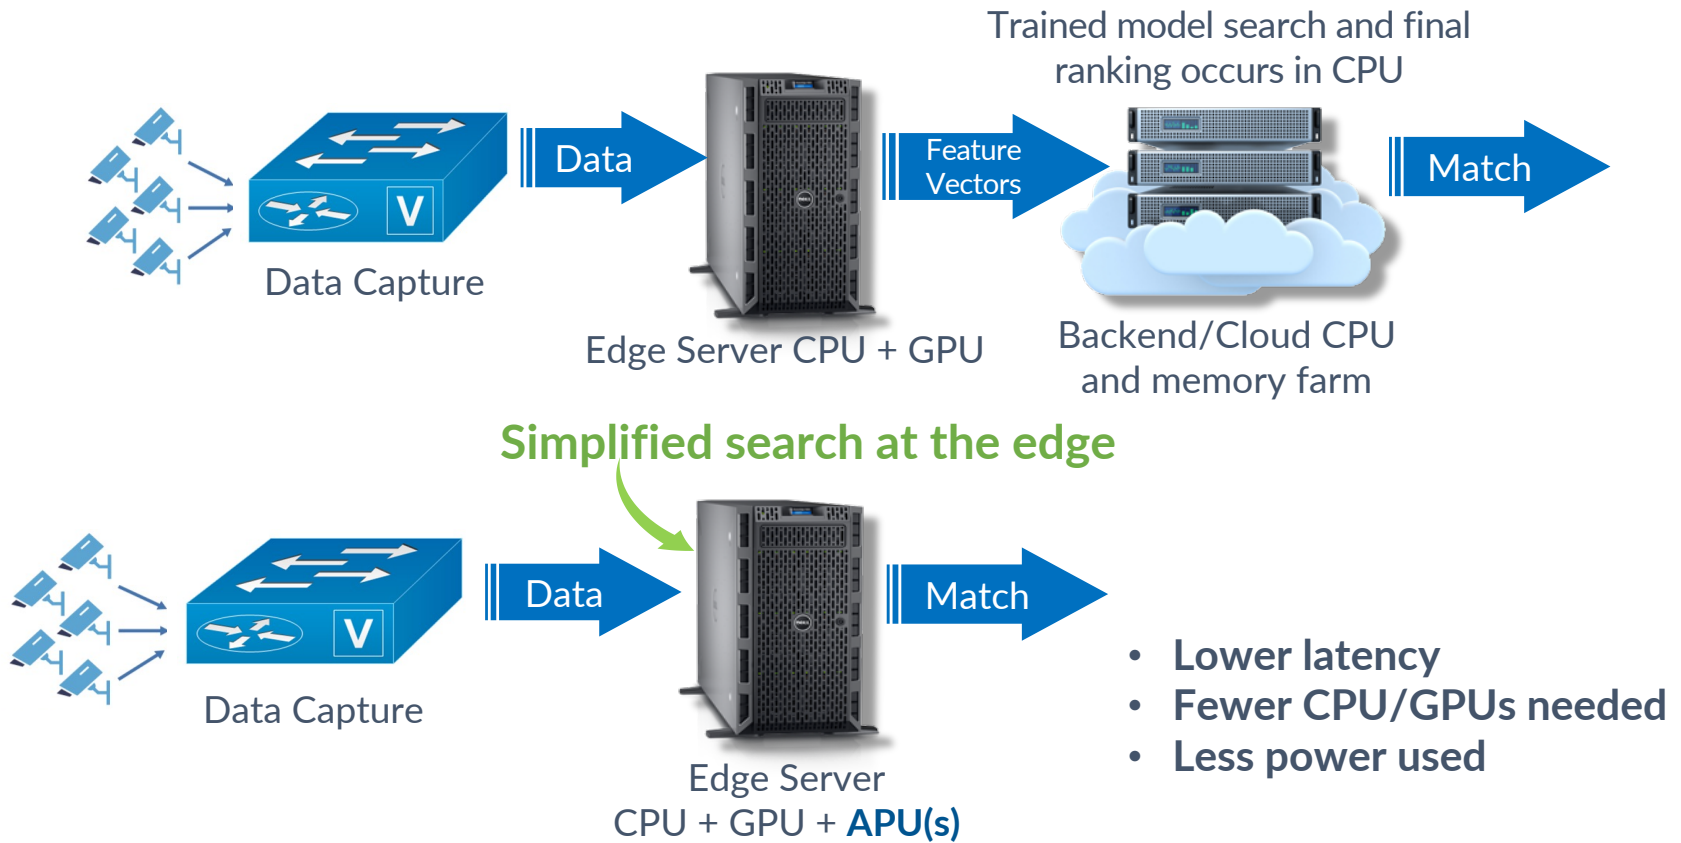 Trained model search and final
ranking occurs in CPU
Data
Feature
Vectors
Match
V
Data Capture
Edge Server CPU + GPU
Backend/Cloud CPU
and memory farm
Simplified search at the edge
Data
Match
V
Data Capture
• Lower latency
• Fewer CPU/GPUs needed
• Less power used
Edge Server
CPU + GPU + APU(s)